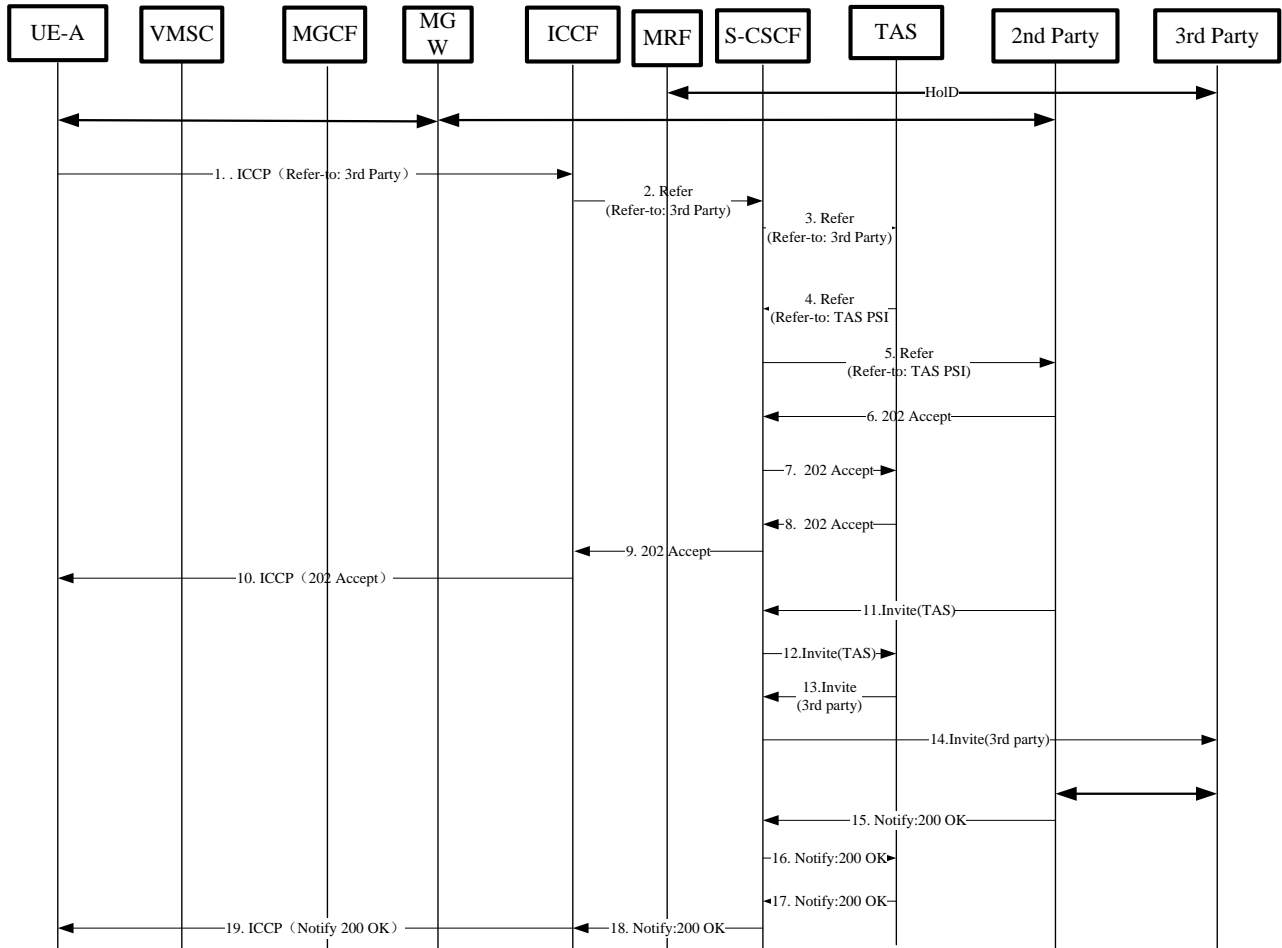 UE-A
VMSC
MGCF
MG
W
ICCF
MRF
S-CSCF
TAS
2nd Party
3rd Party
HolD
1. . ICCP（Refer-to: 3rd Party）
2. Refer
(Refer-to: 3rd Party)
3. Refer
(Refer-to: 3rd Party)
4. Refer
(Refer-to: TAS PSI
5. Refer
(Refer-to: TAS PSI)
6. 202 Accept
7.  202 Accept
8.  202 Accept
9. 202 Accept
10. ICCP（202 Accept）
11.Invite(TAS)
12.Invite(TAS)
13.Invite
(3rd party)
14.Invite(3rd party)
15. Notify:200 OK
16. Notify:200 OK
17. Notify:200 OK
18. Notify:200 OK
19. ICCP（Notify 200 OK）